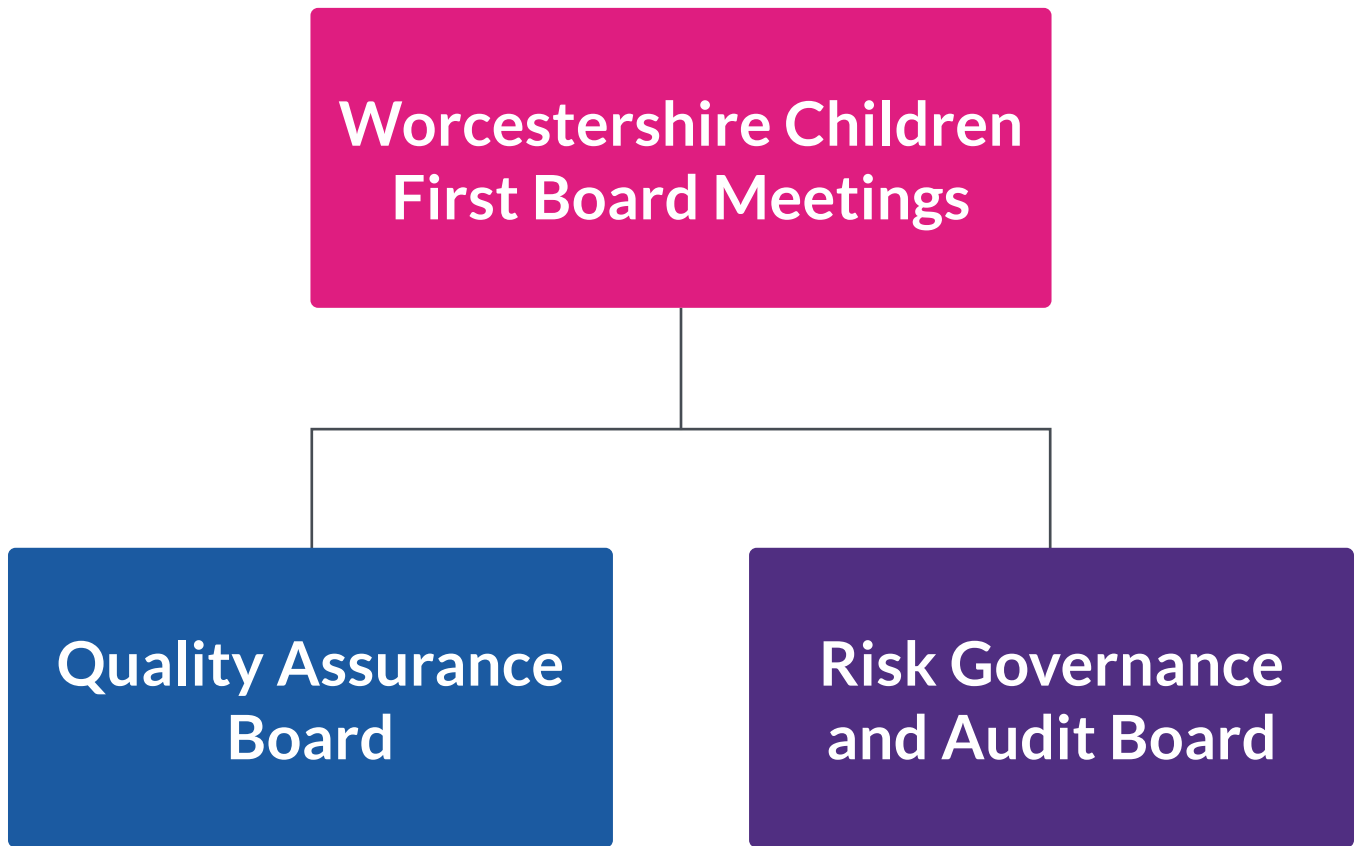 Worcestershire Children
First Board Meetings
Quality Assurance
Board
Risk Governance
and Audit Board